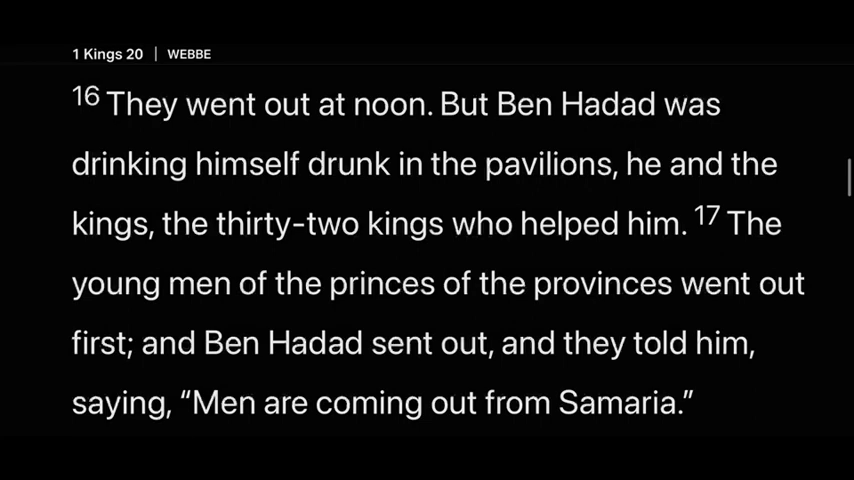 1 Kings 20 | WEBBE
16 They went out at noon. But Ben Hadad was
drinking himself drunk in the pavilions, he and the
kings, the thirty-two kings who helped him. 17 The
young men of the princes of the provinces went out
first; and Ben Hadad sent out, and they told him,
saying, “Men are coming out from Samaria.”